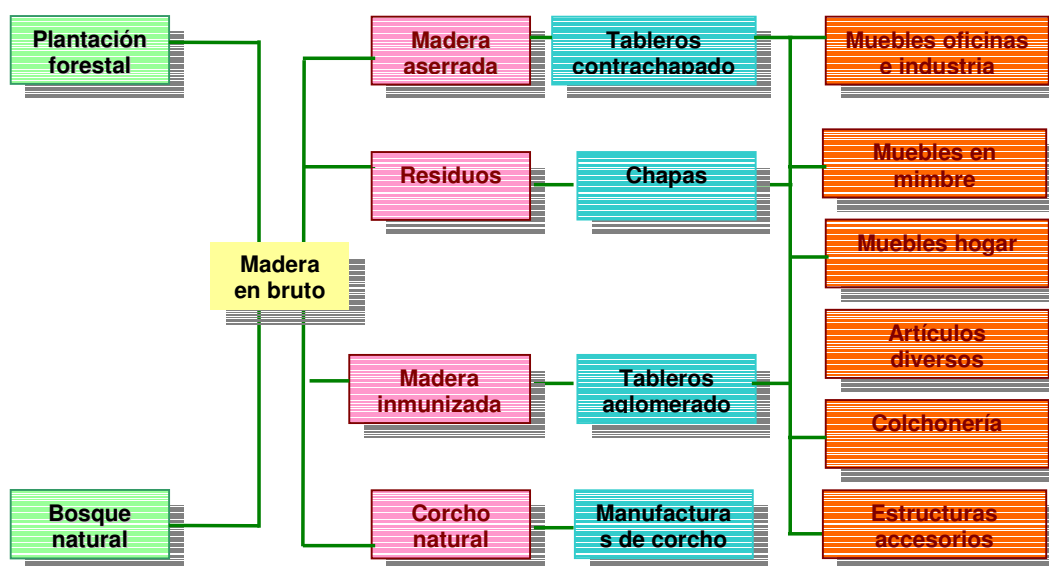 Plantación
forestal
Bosque
natural
Madera
en bruto
Madera
aserrada
Residuos
Madera
inmunizada
Corcho
natural
Tableros
contrachapado
Chapas
Tableros
aglomerado
Manufactura
s de corcho
Muebles oficinas
e industria
Muebles en
mimbre
Muebles hogar
Artículos
diversos
Colchonería
Estructuras
accesorios